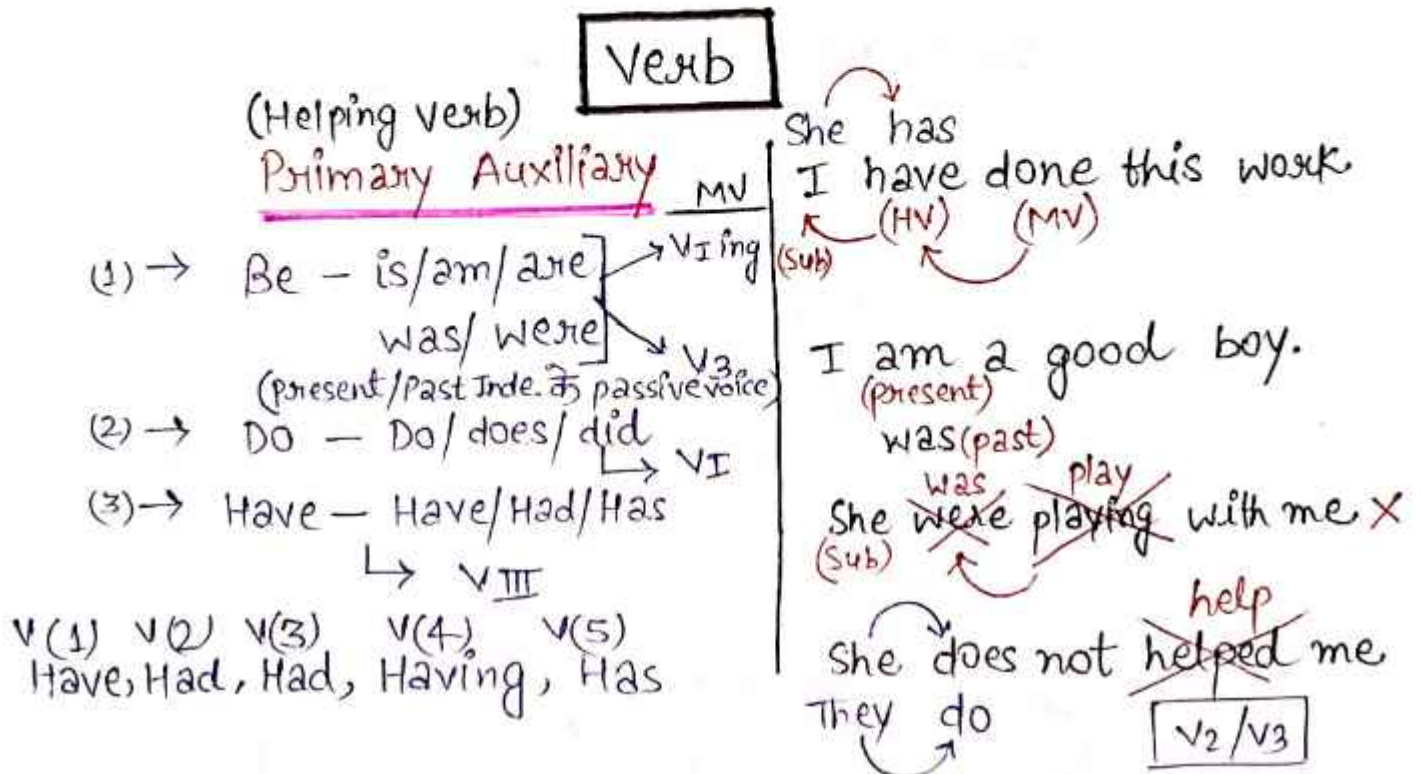 Verb
(Helping verb)
Primary Auxiliary
MV
(1) → Be – is/am/are
was/were
→ VI ing
→ V3
(present/Past Inde. के passive voice)
(2) → Do – Do/does/did
→ VI
(3) → Have – Have/Had/Has
→ VIII
V(1) V(2) V(3) V(4) V(5)
Have, Had, Had, Having, Has
She has
I have done this work
(Sub) (HV) (MV)
I am a good boy.
(present)
was (past)
was play
She were playing with me ×
(Sub)
help
She does not helped me
They do
V2/V3